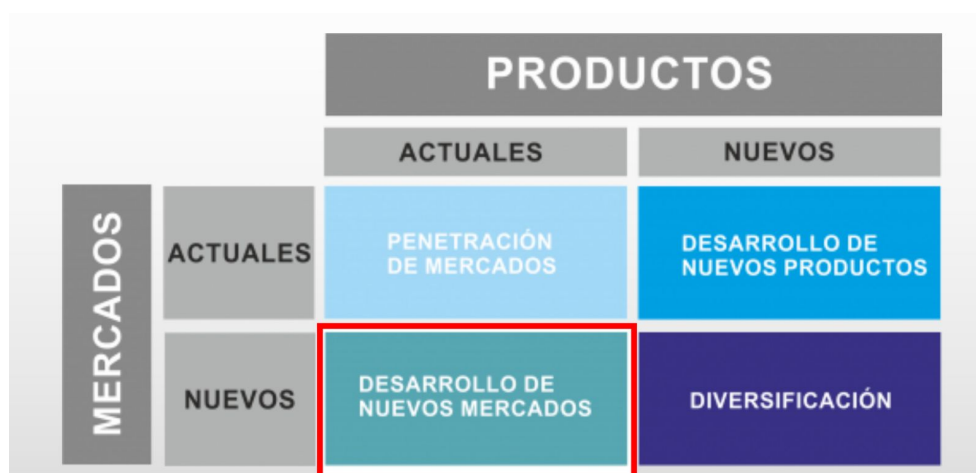 PRODUCTOS
ACTUALES
NUEVOS
MERCADOS
ACTUALES
PENETRACIÓN
DE MERCADOS
DESARROLLO DE
NUEVOS PRODUCTOS
NUEVOS
DESARROLLO DE
NUEVOS MERCADOS
DIVERSIFICACIÓN